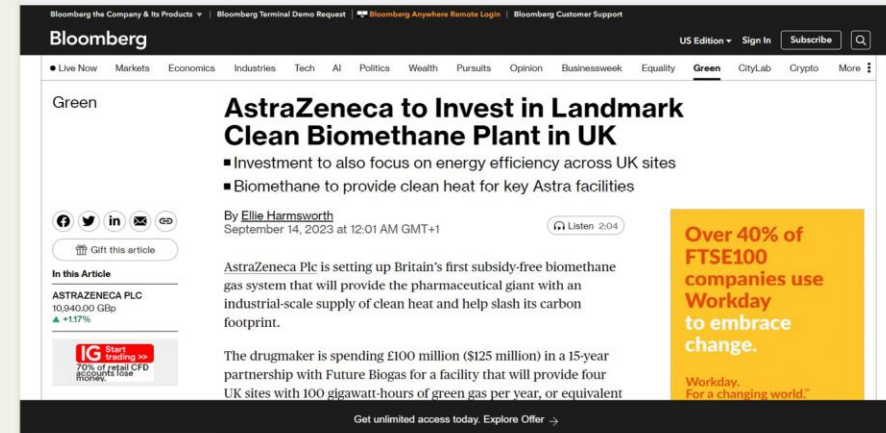 Bloomberg the Company & Its Products ▾ | Bloomberg Terminal Demo Request | Bloomberg Anywhere Remote Login | Bloomberg Customer Support
Bloomberg
US Edition ▾ Sign In Subscribe
• Live Now Markets Economics Industries Tech AI Politics Wealth Pursuits Opinion Businessweek Equality Green CityLab Crypto More
Green
AstraZeneca to Invest in Landmark
Clean Biomethane Plant in UK
■ Investment to also focus on energy efficiency across UK sites
■ Biomethane to provide clean heat for key Astra facilities
By Ellie Harmsworth
September 14, 2023 at 12:01 AM GMT+1
Listen 2:04
Gift this article
In this Article
ASTRAZENECA PLC
10,940.00 GBp
▲ +1.17%
IG Start
trading >>
70% of retail CFD
accounts lose
money.
AstraZeneca Plc is setting up Britain's first subsidy-free biomethane
gas system that will provide the pharmaceutical giant with an
industrial-scale supply of clean heat and help slash its carbon
footprint.
The drugmaker is spending £100 million ($125 million) in a 15-year
partnership with Future Biogas for a facility that will provide four
UK sites with 100 gigawatt-hours of green gas per year, or equivalent
Over 40% of
FTSE100
companies use
Workday
to embrace
change.
Workday.
For a changing world.™
Get unlimited access today. Explore Offer →